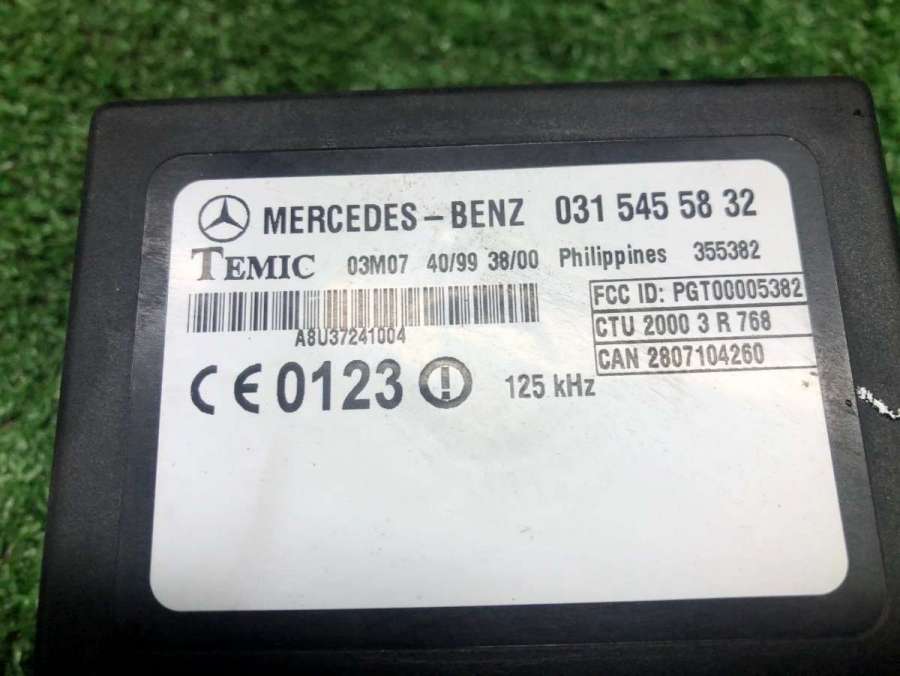 MERCEDES-BENZ 031 545 58 32
TEMIC 03M07 40/99 38/00 Philippines 355382
FCC ID: PGT00005382
CTU 2000 3 R 768
CAN 2807104260
A8U37241004
CE 0123 125 kHz